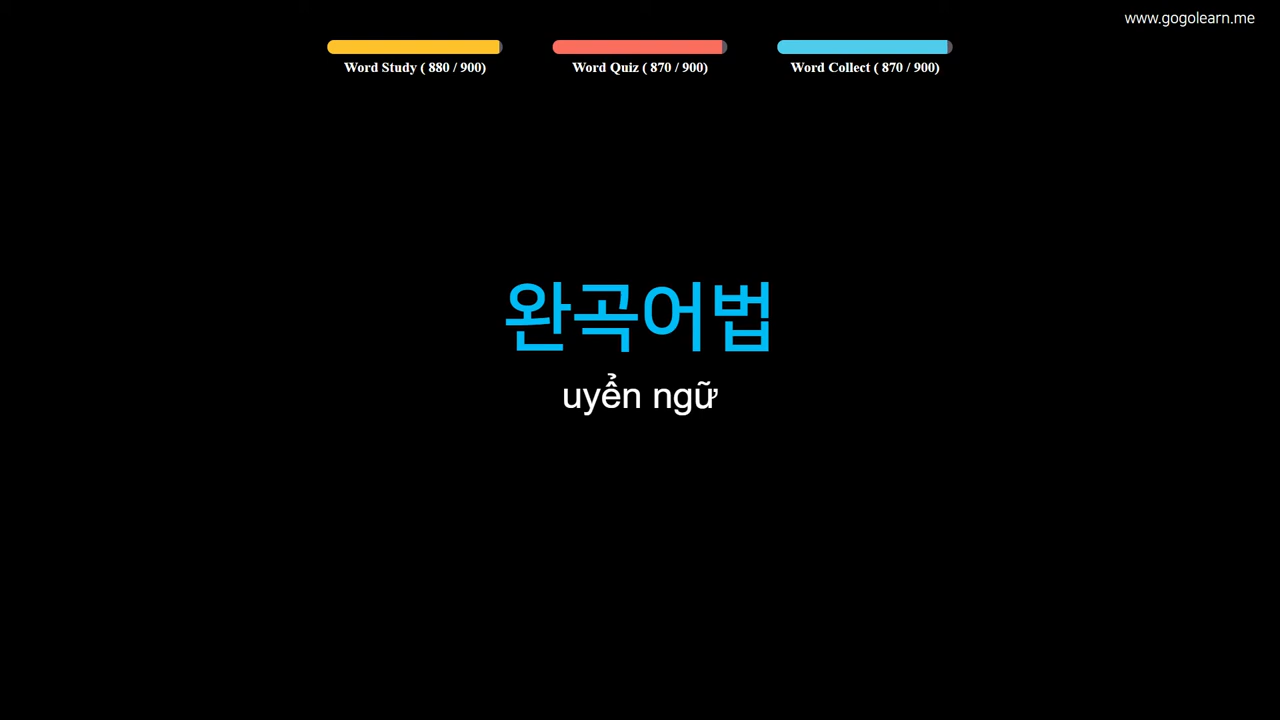 www.gogolearn.me
Word Study ( 880 / 900)
Word Quiz ( 870 / 900)
Word Collect ( 870 / 900)
완곡어법
uyển ngữ